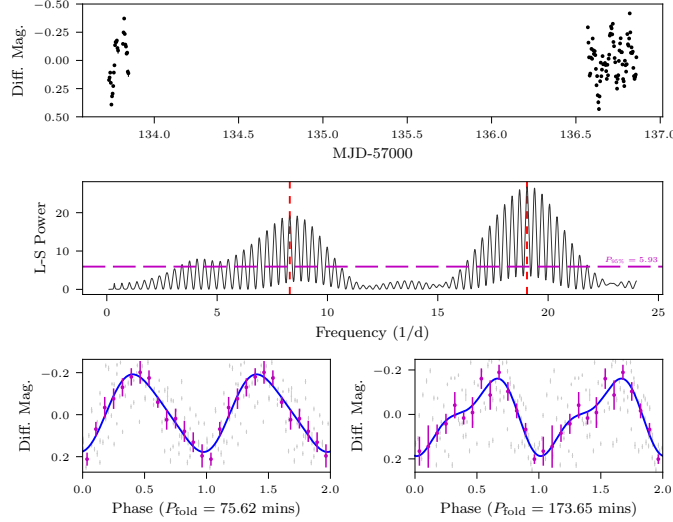 −0.50
−0.25
0.00
0.25
0.50
Diff. Mag.
134.0 134.5 135.0 135.5 136.0 136.5 137.0
MJD-57000
20
10
0
L-S Power
P95% = 5.93
0 5 10 15 20 25
Frequency (1/d)
−0.2
0.0
0.2
Diff. Mag.
0.0 0.5 1.0 1.5 2.0
Phase (Pfold = 75.62 mins)
−0.2
0.0
0.2
Diff. Mag.
0.0 0.5 1.0 1.5 2.0
Phase (Pfold = 173.65 mins)